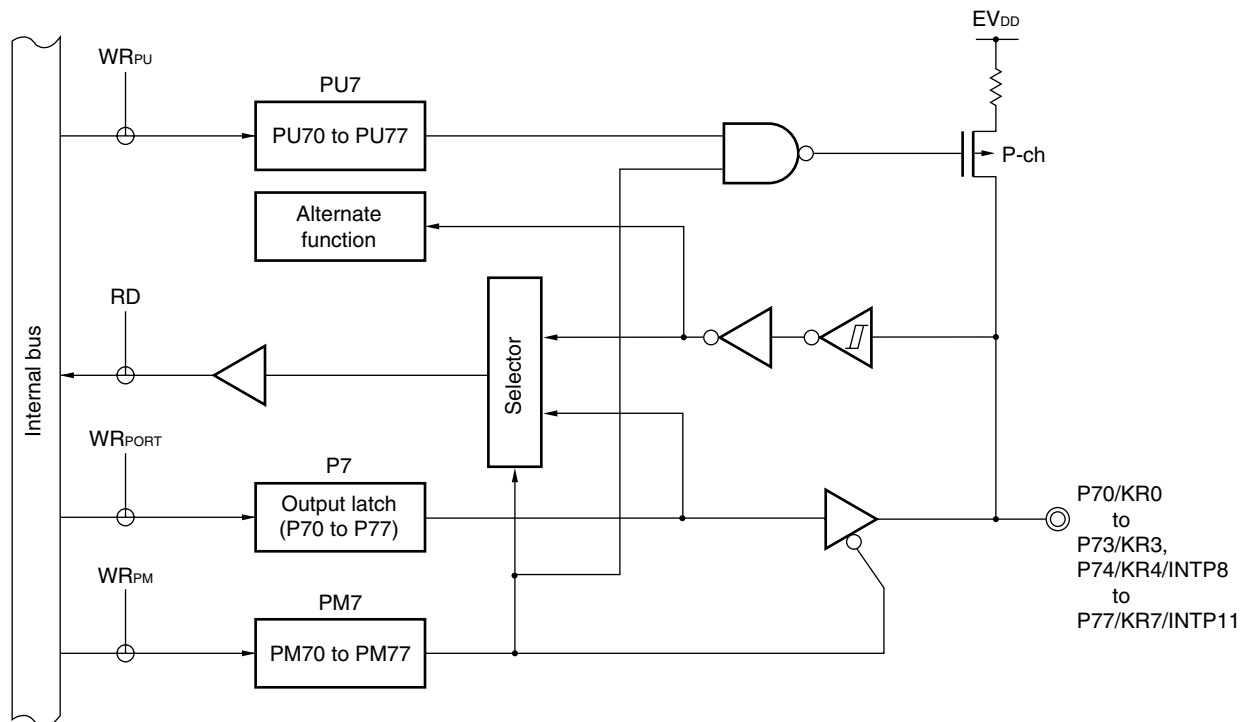 EVDD
WRPU
PU7
PU70 to PU77
P-ch
Alternate
function
RD
Internal bus
Selector
WRPORT
P7
Output latch
(P70 to P77)
P70/KR0
to
P73/KR3,
P74/KR4/INTP8
to
P77/KR7/INTP11
WRPM
PM7
PM70 to PM77